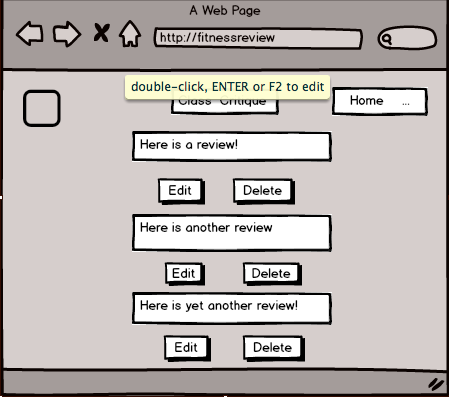 A Web Page
http://fitnessreview
double-click, ENTER or F2 to edit
Class Critique
Home ...
Here is a review!
Edit Delete
Here is another review
Edit Delete
Here is yet another review!
Edit Delete